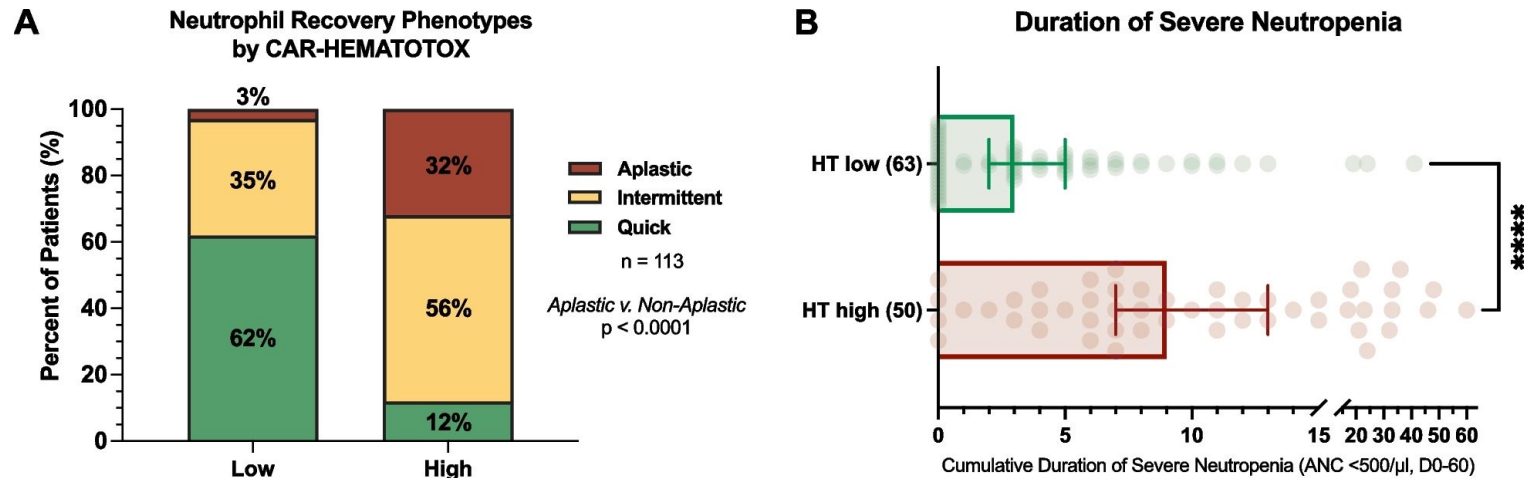 A
Neutrophil Recovery Phenotypes
by CAR-HEMATOTOX
Percent of Patients (%)
100
80
60
40
20
0
3%
35%
62%
32%
56%
12%
Low
High
Aplastic
Intermittent
Quick
n = 113
Aplastic v. Non-Aplastic
p < 0.0001
B
Duration of Severe Neutropenia
HT low (63)
HT high (50)
****
0 5 10 15 20 30 40 50 60
Cumulative Duration of Severe Neutropenia (ANC <500/µl, D0-60)